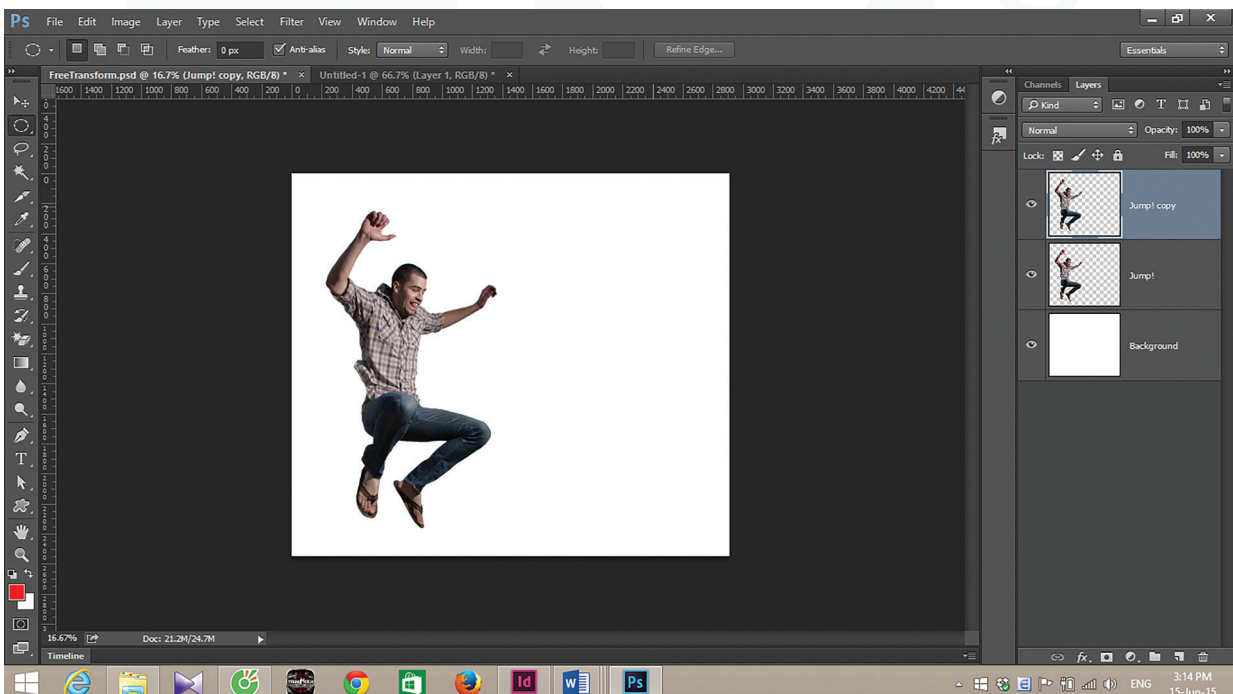 Ps File Edit Image Layer Type Select Filter View Window Help
Feather: 0 px Anti-alias Style: Normal Width: Height: Refine Edge... Essentials
FreeTransform.psd @ 16.7% (Jump! copy, RGB/8) * × Untitled-1 @ 66.7% (Layer 1, RGB/8) * ×
1600 1400 1200 1000 800 600 400 200 0 200 400 600 800 1000 1200 1400 1600 1800 2000 2200 2400 2600 2800 3000 3200 3400 3600 3800 4000 4200 44
Channels Layers
Kind
Normal Opacity: 100%
Lock: Fill: 100%
Jump! copy
Jump!
Background
16.67% Doc: 21.2M/24.7M
Timeline
fx
Id W Ps ENG 3:14 PM
15-Jun-15